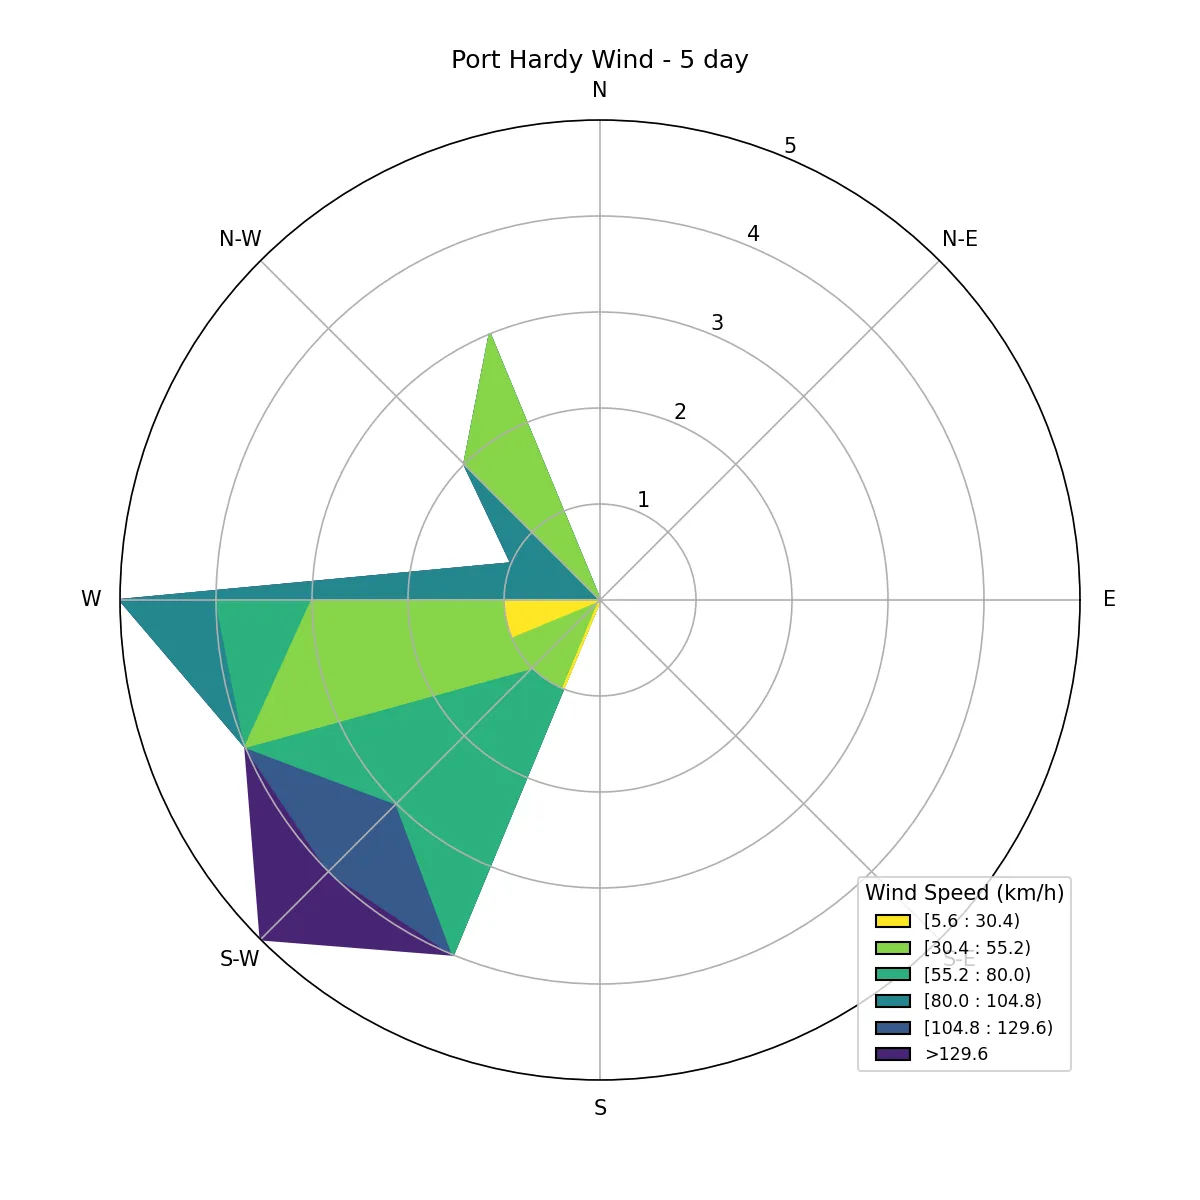 Port Hardy Wind - 5 day
N
5
N-W
4
N-E
3
2
1
W
E
S-W
S-E
Wind Speed (km/h)
[5.6 : 30.4)
[30.4 : 55.2)
[55.2 : 80.0)
[80.0 : 104.8)
[104.8 : 129.6)
>129.6
S